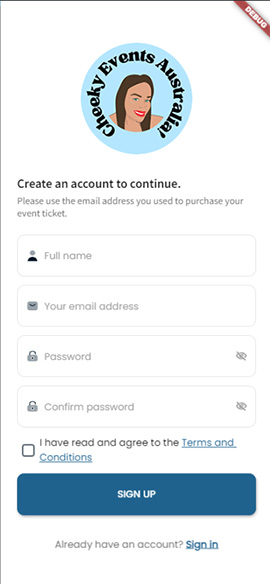 DEBUG
Cheeky Events Australia!
Create an account to continue.
Please use the email address you used to purchase your
event ticket.
Full name
Your email address
Password
Confirm password
I have read and agree to the Terms and
Conditions
SIGN UP
Already have an account? Sign in